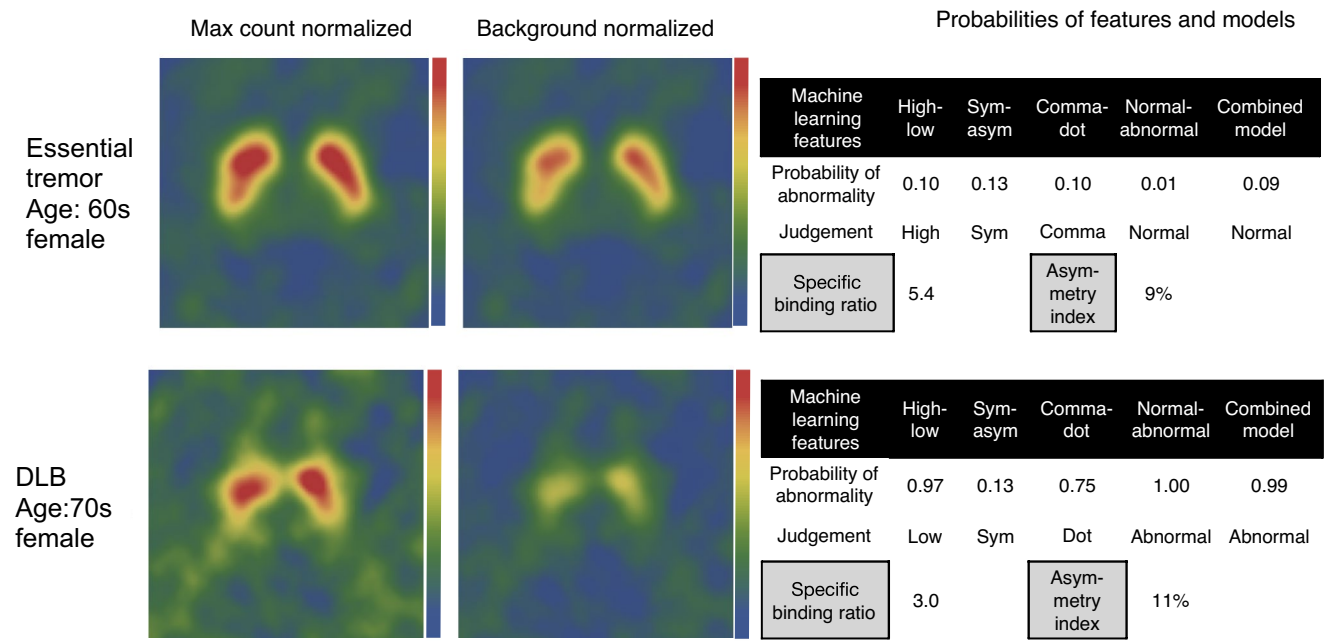 Max count normalized
Background normalized
Probabilities of features and models
Essential
tremor
Age: 60s
female
Machine
learning
features
High-
low
Sym-
asym
Comma-
dot
Normal-
abnormal
Combined
model
Probability of
abnormality
0.10
0.13
0.10
0.01
0.09
Judgement
High
Sym
Comma
Normal
Normal
Specific
binding ratio
5.4
Asym-
metry
index
9%
DLB
Age:70s
female
Machine
learning
features
High-
low
Sym-
asym
Comma-
dot
Normal-
abnormal
Combined
model
Probability of
abnormality
0.97
0.13
0.75
1.00
0.99
Judgement
Low
Sym
Dot
Abnormal
Abnormal
Specific
binding ratio
3.0
Asym-
metry
index
11%